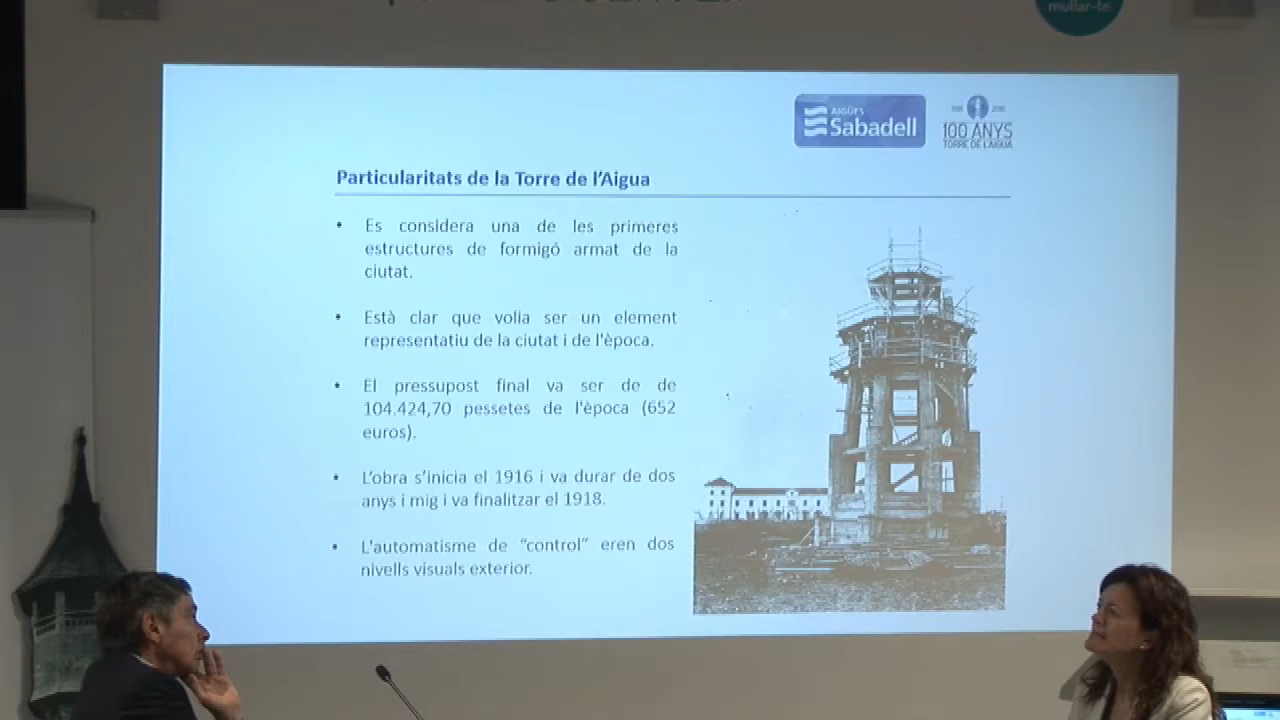 mullar-te
AIGÜES
Sabadell
100 ANYS
TORRE DE L'AIGUA
Particularitats de la Torre de l'Aigua
• Es considera una de les primeres
estructures de formigó armat de la
ciutat.
• Està clar que volia ser un element
representatiu de la ciutat i de l'època.
• El pressupost final va ser de de
104.424,70 pessetes de l'època (652
euros).
• L'obra s'inicia el 1916 i va durar de dos
anys i mig i va finalitzar el 1918.
• L'automatisme de “control” eren dos
nivells visuals exterior.